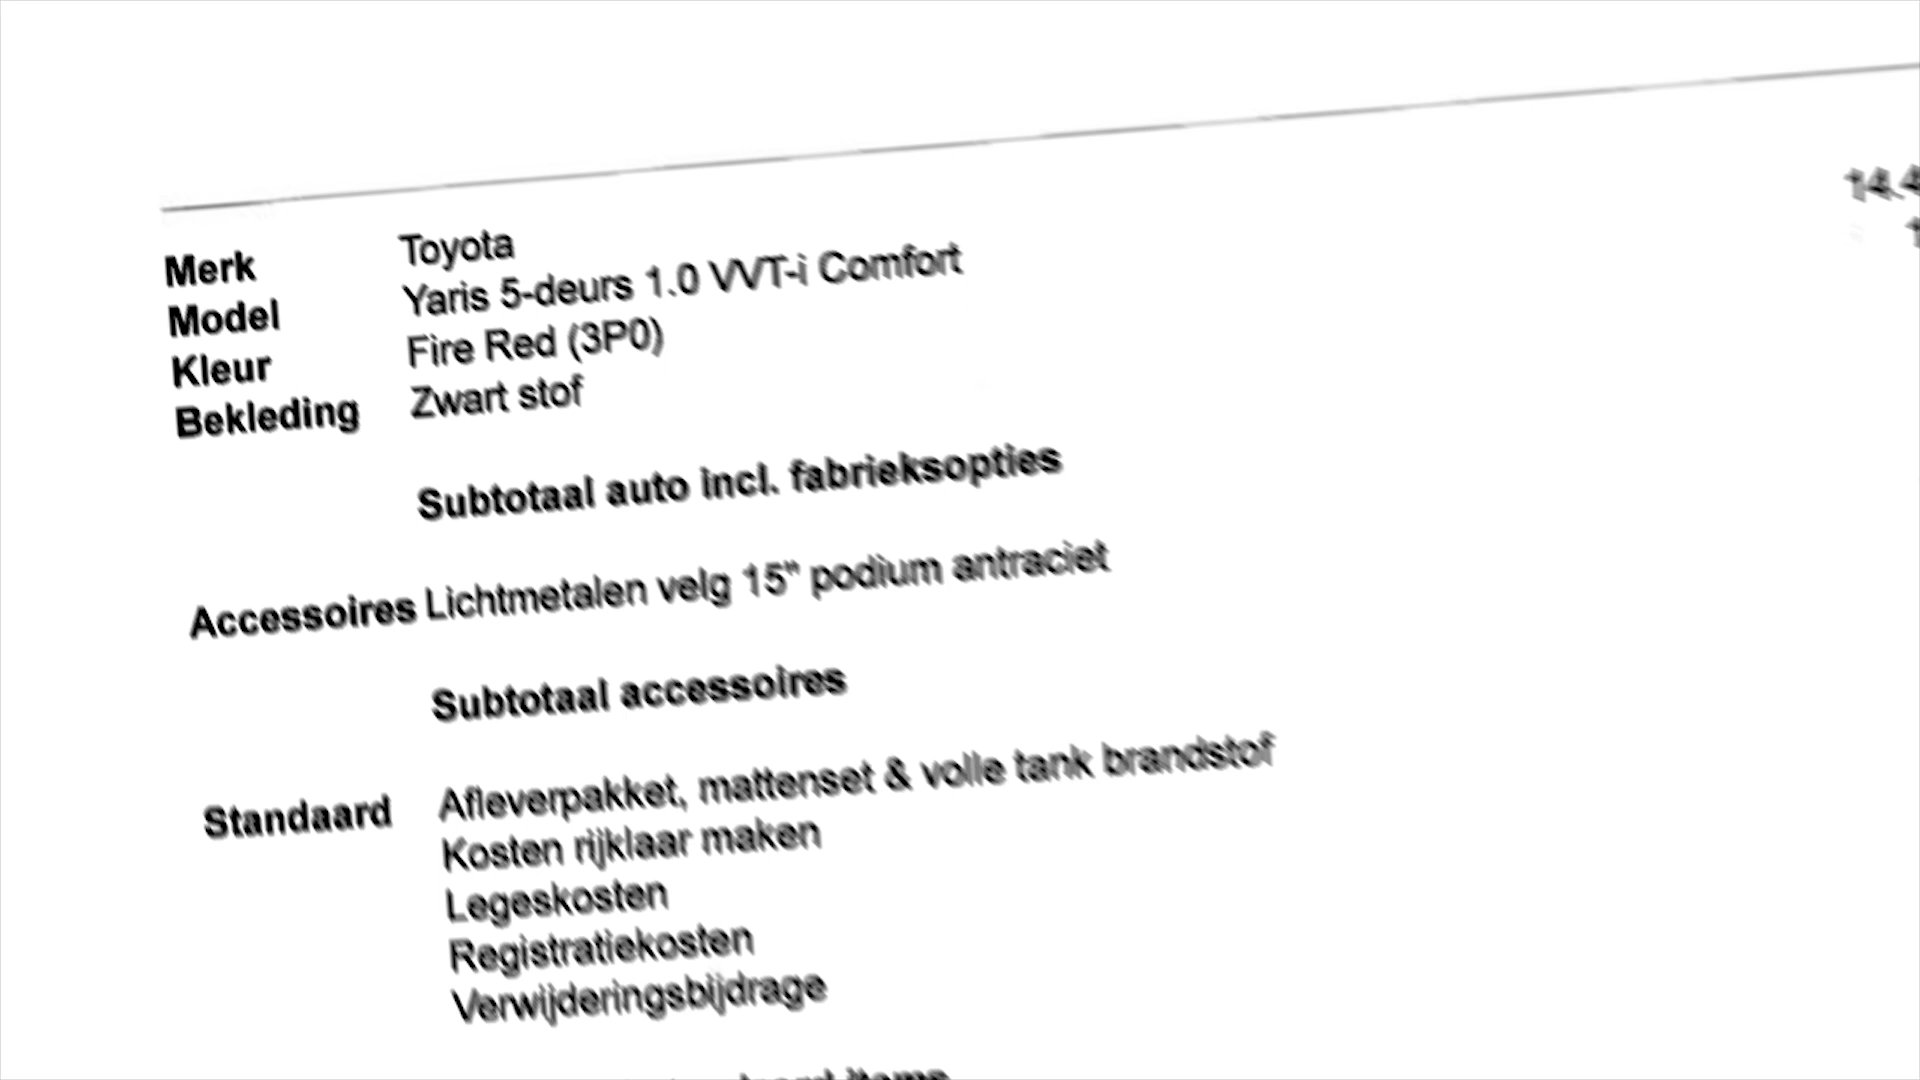 Merk Toyota
Model Yaris 5-deurs 1.0 VVT-i Comfort
Kleur Fire Red (3P0)
Bekleding Zwart stof
Subtotaal auto incl. fabrieksopties
Accessoires Lichtmetalen velg 15" podium antraciet
Subtotaal accessoires
Standaard Afleverpakket, mattenset & volle tank brandstof
Kosten rijklaar maken
Legeskosten
Registratiekosten
Verwijderingsbijdrage